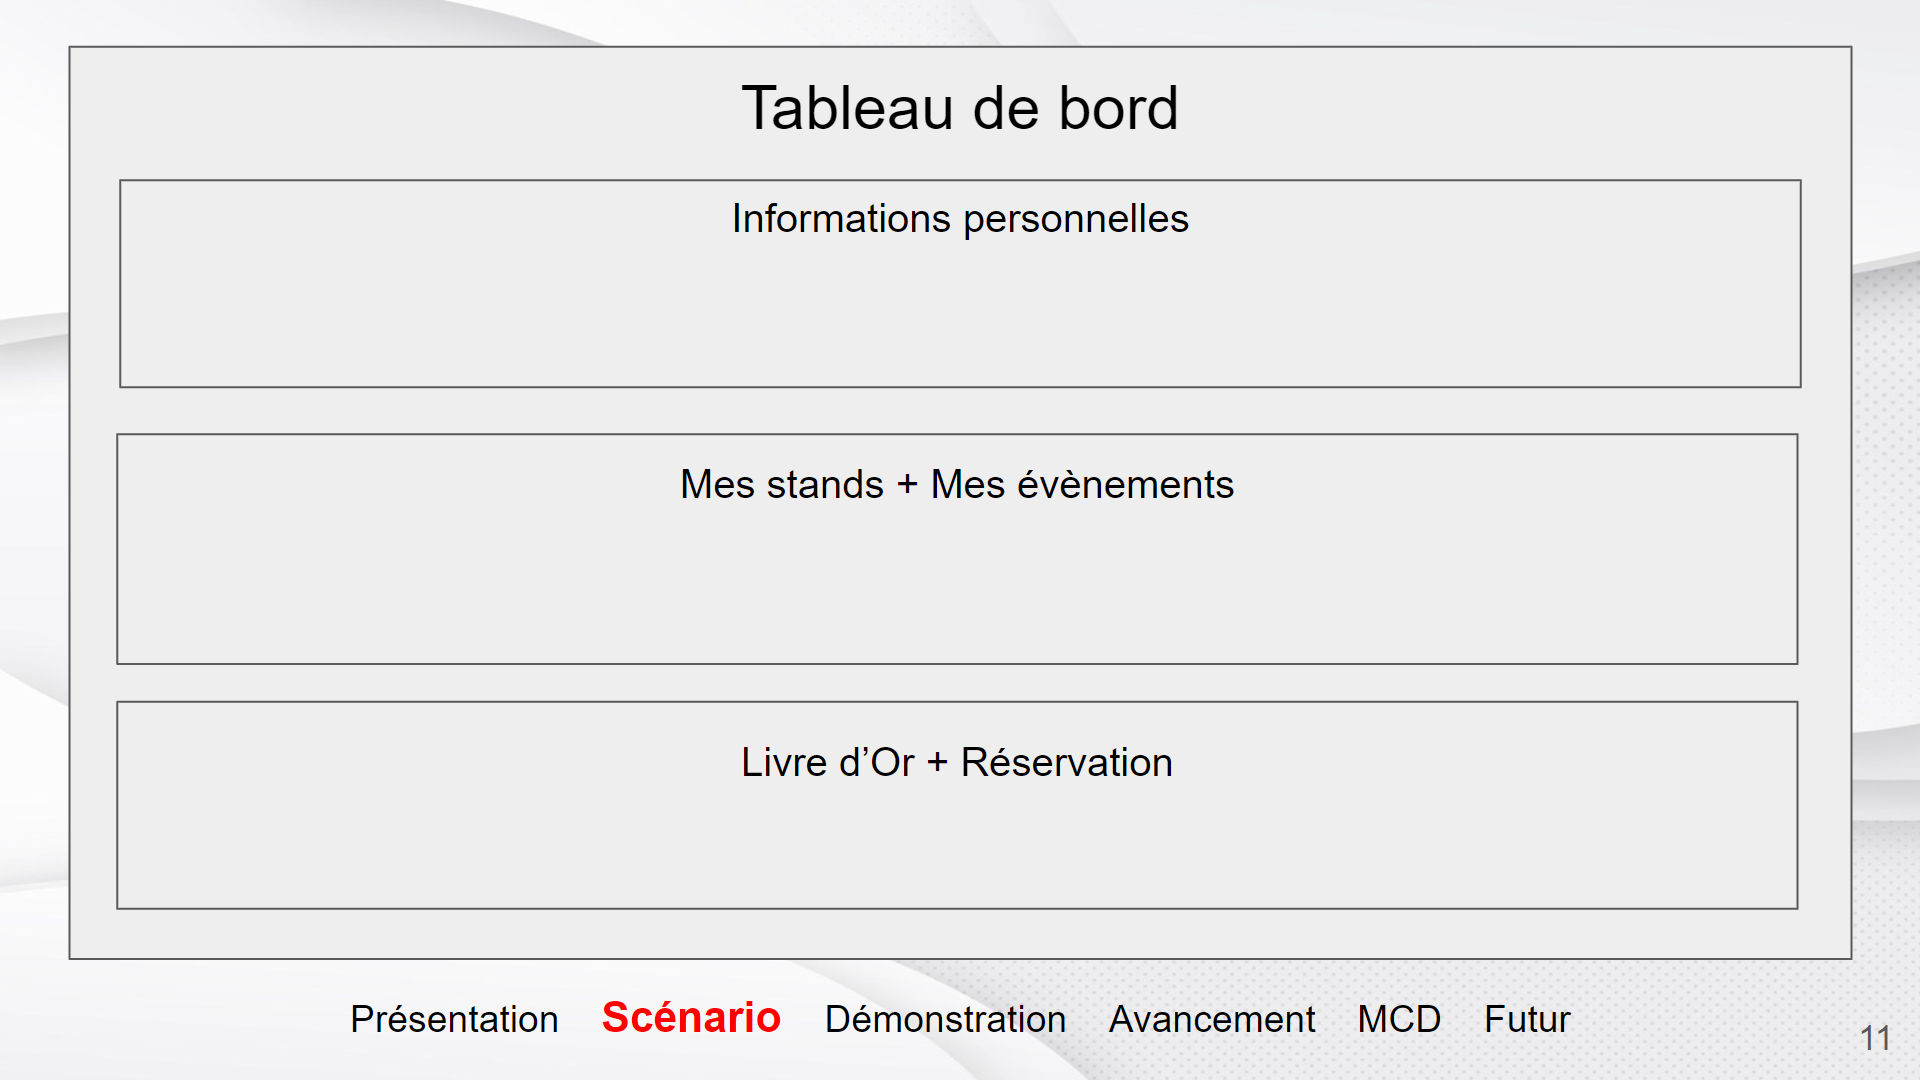 Tableau de bord
Informations personnelles
Mes stands + Mes évènements
Livre d’Or + Réservation
Présentation Scénario Démonstration Avancement MCD Futur
11